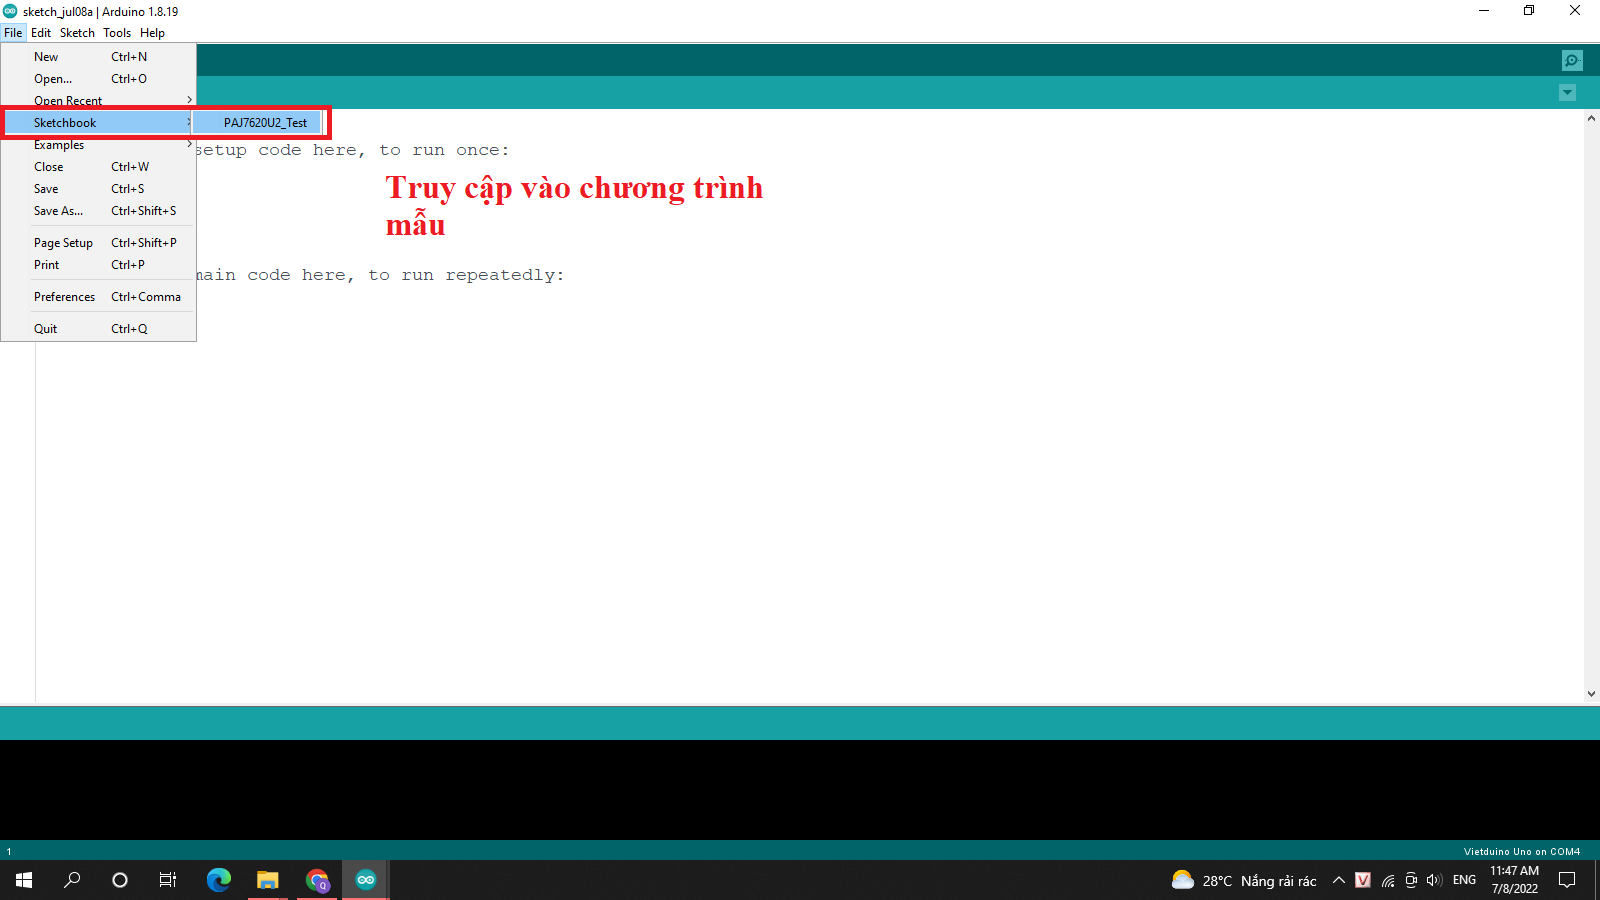 sketch_jul08a | Arduino 1.8.19
File Edit Sketch Tools Help
New Ctrl+N
Open... Ctrl+O
Open Recent
Sketchbook PAJ7620U2_Test
Examples
Close Ctrl+W
Save Ctrl+S
Save As... Ctrl+Shift+S
Page Setup Ctrl+Shift+P
Print Ctrl+P
Preferences Ctrl+Comma
Quit Ctrl+Q
setup code here, to run once:
Truy cập vào chương trình
mẫu
main code here, to run repeatedly:
1 Vietduino Uno on COM4
28°C Nắng rải rác ENG 11:47 AM
7/8/2022